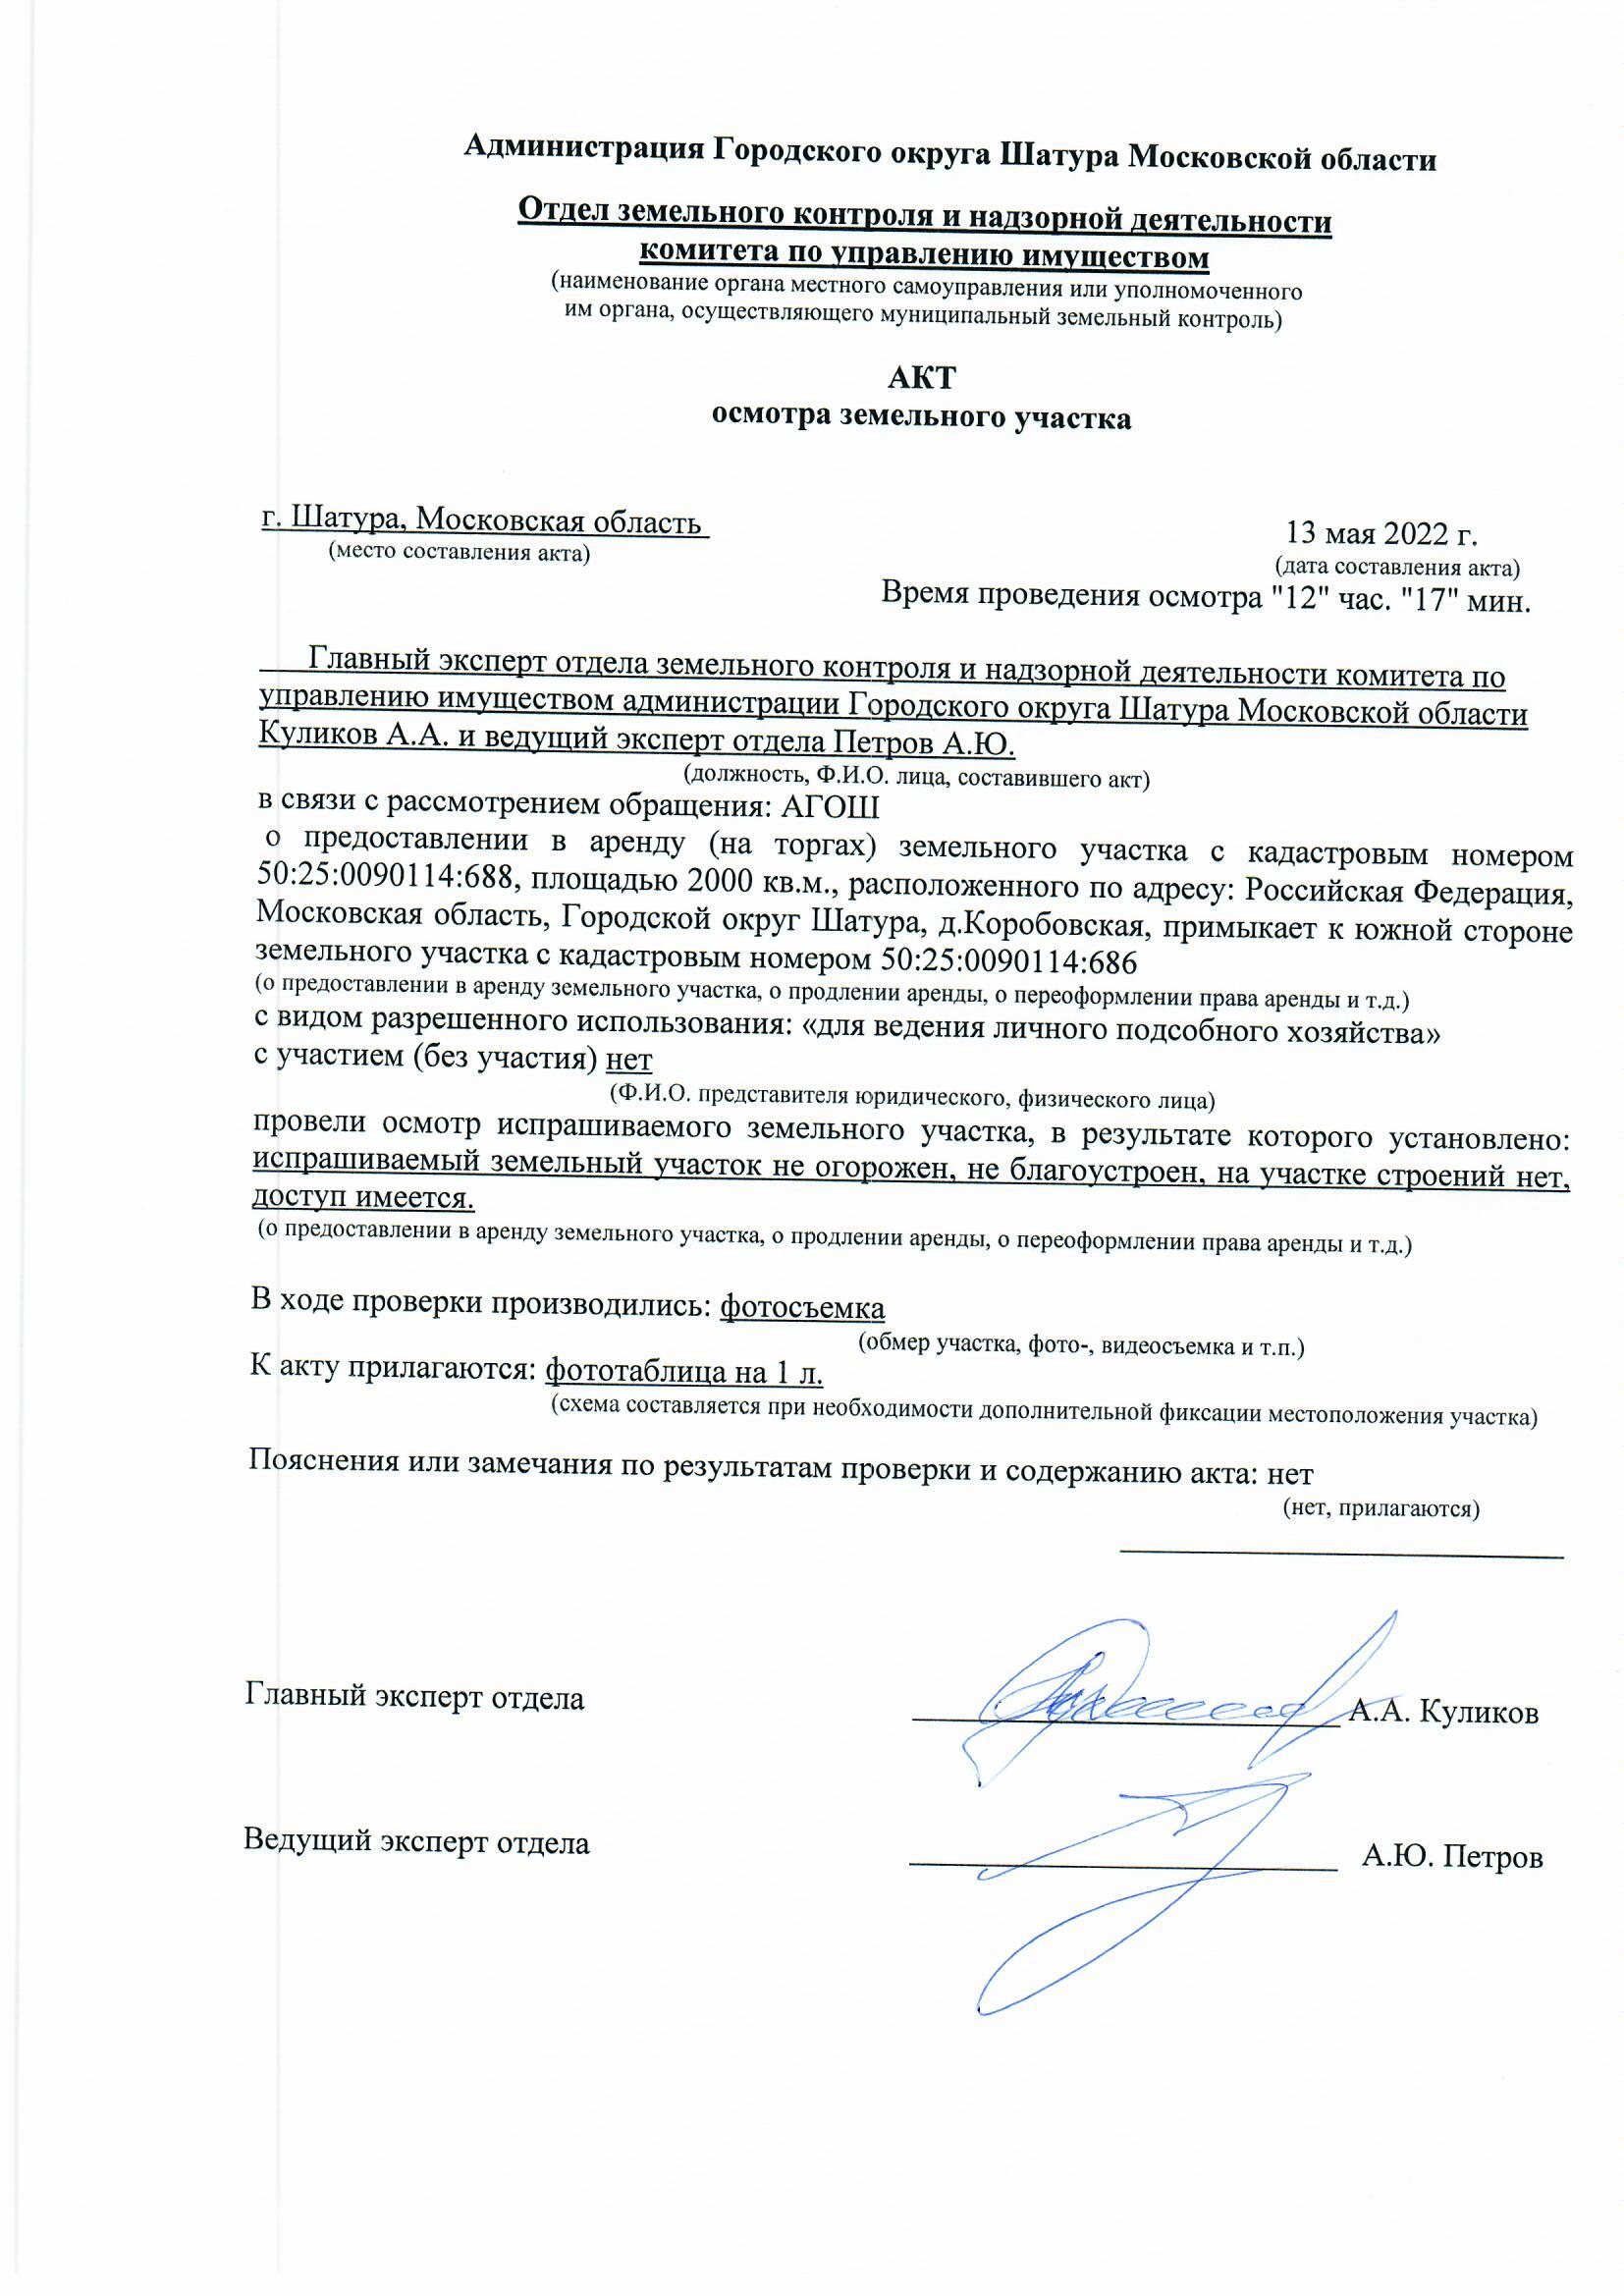 Администрация Городского округа Шатура Московской области
Отдел земельного контроля и надзорной деятельности
комитета по управлению имуществом
(наименование органа местного самоуправления или уполномоченного
им органа, осуществляющего муниципальный земельный контроль)
АКТ
осмотра земельного участка
г. Шатура, Московская область 13 мая 2022 г.
(место составления акта) (дата составления акта)
Время проведения осмотра "12" час. "17" мин.
Главный эксперт отдела земельного контроля и надзорной деятельности комитета по
управлению имуществом администрации Городского округа Шатура Московской области
Куликов А.А. и ведущий эксперт отдела Петров А.Ю.
(должность, Ф.И.О. лица, составившего акт)
в связи с рассмотрением обращения: АГОШ
о предоставлении в аренду (на торгах) земельного участка с кадастровым номером
50:25:0090114:688, площадью 2000 кв.м., расположенного по адресу: Российская Федерация,
Московская область, Городской округ Шатура, д.Коробовская, примыкает к южной стороне
земельного участка с кадастровым номером 50:25:0090114:686
(о предоставлении в аренду земельного участка, о продлении аренды, о переоформлении права аренды и т.д.)
с видом разрешенного использования: «для ведения личного подсобного хозяйства»
с участием (без участия) нет
(Ф.И.О. представителя юридического, физического лица)
провели осмотр испрашиваемого земельного участка, в результате которого установлено:
испрашиваемый земельный участок не огорожен, не благоустроен, на участке строений нет,
доступ имеется.
(о предоставлении в аренду земельного участка, о продлении аренды, о переоформлении права аренды и т.д.)
В ходе проверки производились: фотосъемка
(обмер участка, фото-, видеосъемка и т.п.)
К акту прилагаются: фототаблица на 1 л.
(схема составляется при необходимости дополнительной фиксации местоположения участка)
Пояснения или замечания по результатам проверки и содержанию акта: нет
(нет, прилагаются)
Главный эксперт отдела А.А. Куликов
Ведущий эксперт отдела А.Ю. Петров